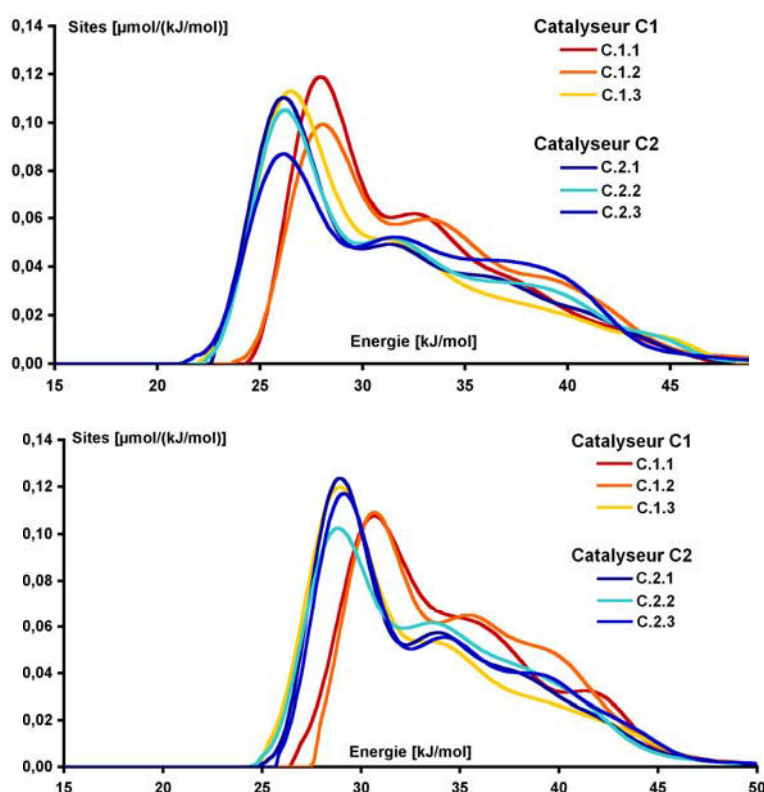 0,14 Sites [µmol/(kJ/mol)] Catalyseur C1
C.1.1
0,12
C.1.2
C.1.3
0,10
Catalyseur C2
0,08
C.2.1
C.2.2
0,06
C.2.3
0,04
0,02
Energie [kJ/mol]
0,00
15 20 25 30 35 40 45
0,14 Sites [µmol/(kJ/mol)] Catalyseur C1
C.1.1
0,12
C.1.2
C.1.3
0,10
Catalyseur C2
C.2.1
0,08
C.2.2
C.2.3
0,06
0,04
0,02
Energie [kJ/mol]
0,00
15 20 25 30 35 40 45 50